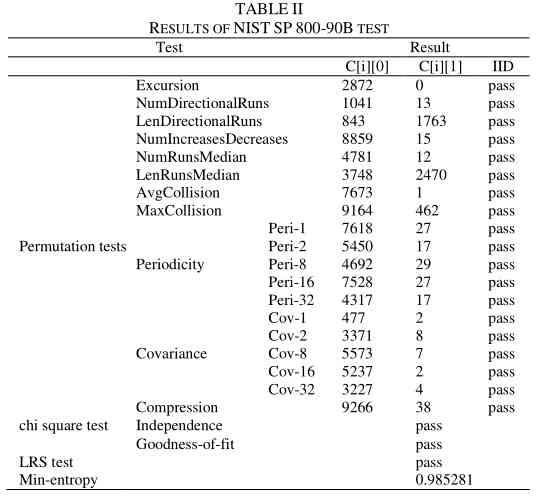 TABLE II
RESULTS OF NIST SP 800-90B TEST
Test Result
C[i][0] C[i][1] IID
Excursion 2872 0 pass
NumDirectionalRuns 1041 13 pass
LenDirectionalRuns 843 1763 pass
NumIncreasesDecreases 8859 15 pass
NumRunsMedian 4781 12 pass
LenRunsMedian 3748 2470 pass
AvgCollision 7673 1 pass
MaxCollision 9164 462 pass
Peri-1 7618 27 pass
Permutation tests Peri-2 5450 17 pass
Periodicity Peri-8 4692 29 pass
Peri-16 7528 27 pass
Peri-32 4317 17 pass
Cov-1 477 2 pass
Cov-2 3371 8 pass
Covariance Cov-8 5573 7 pass
Cov-16 5237 2 pass
Cov-32 3227 4 pass
Compression 9266 38 pass
chi square test Independence pass
Goodness-of-fit pass
LRS test pass
Min-entropy 0.985281